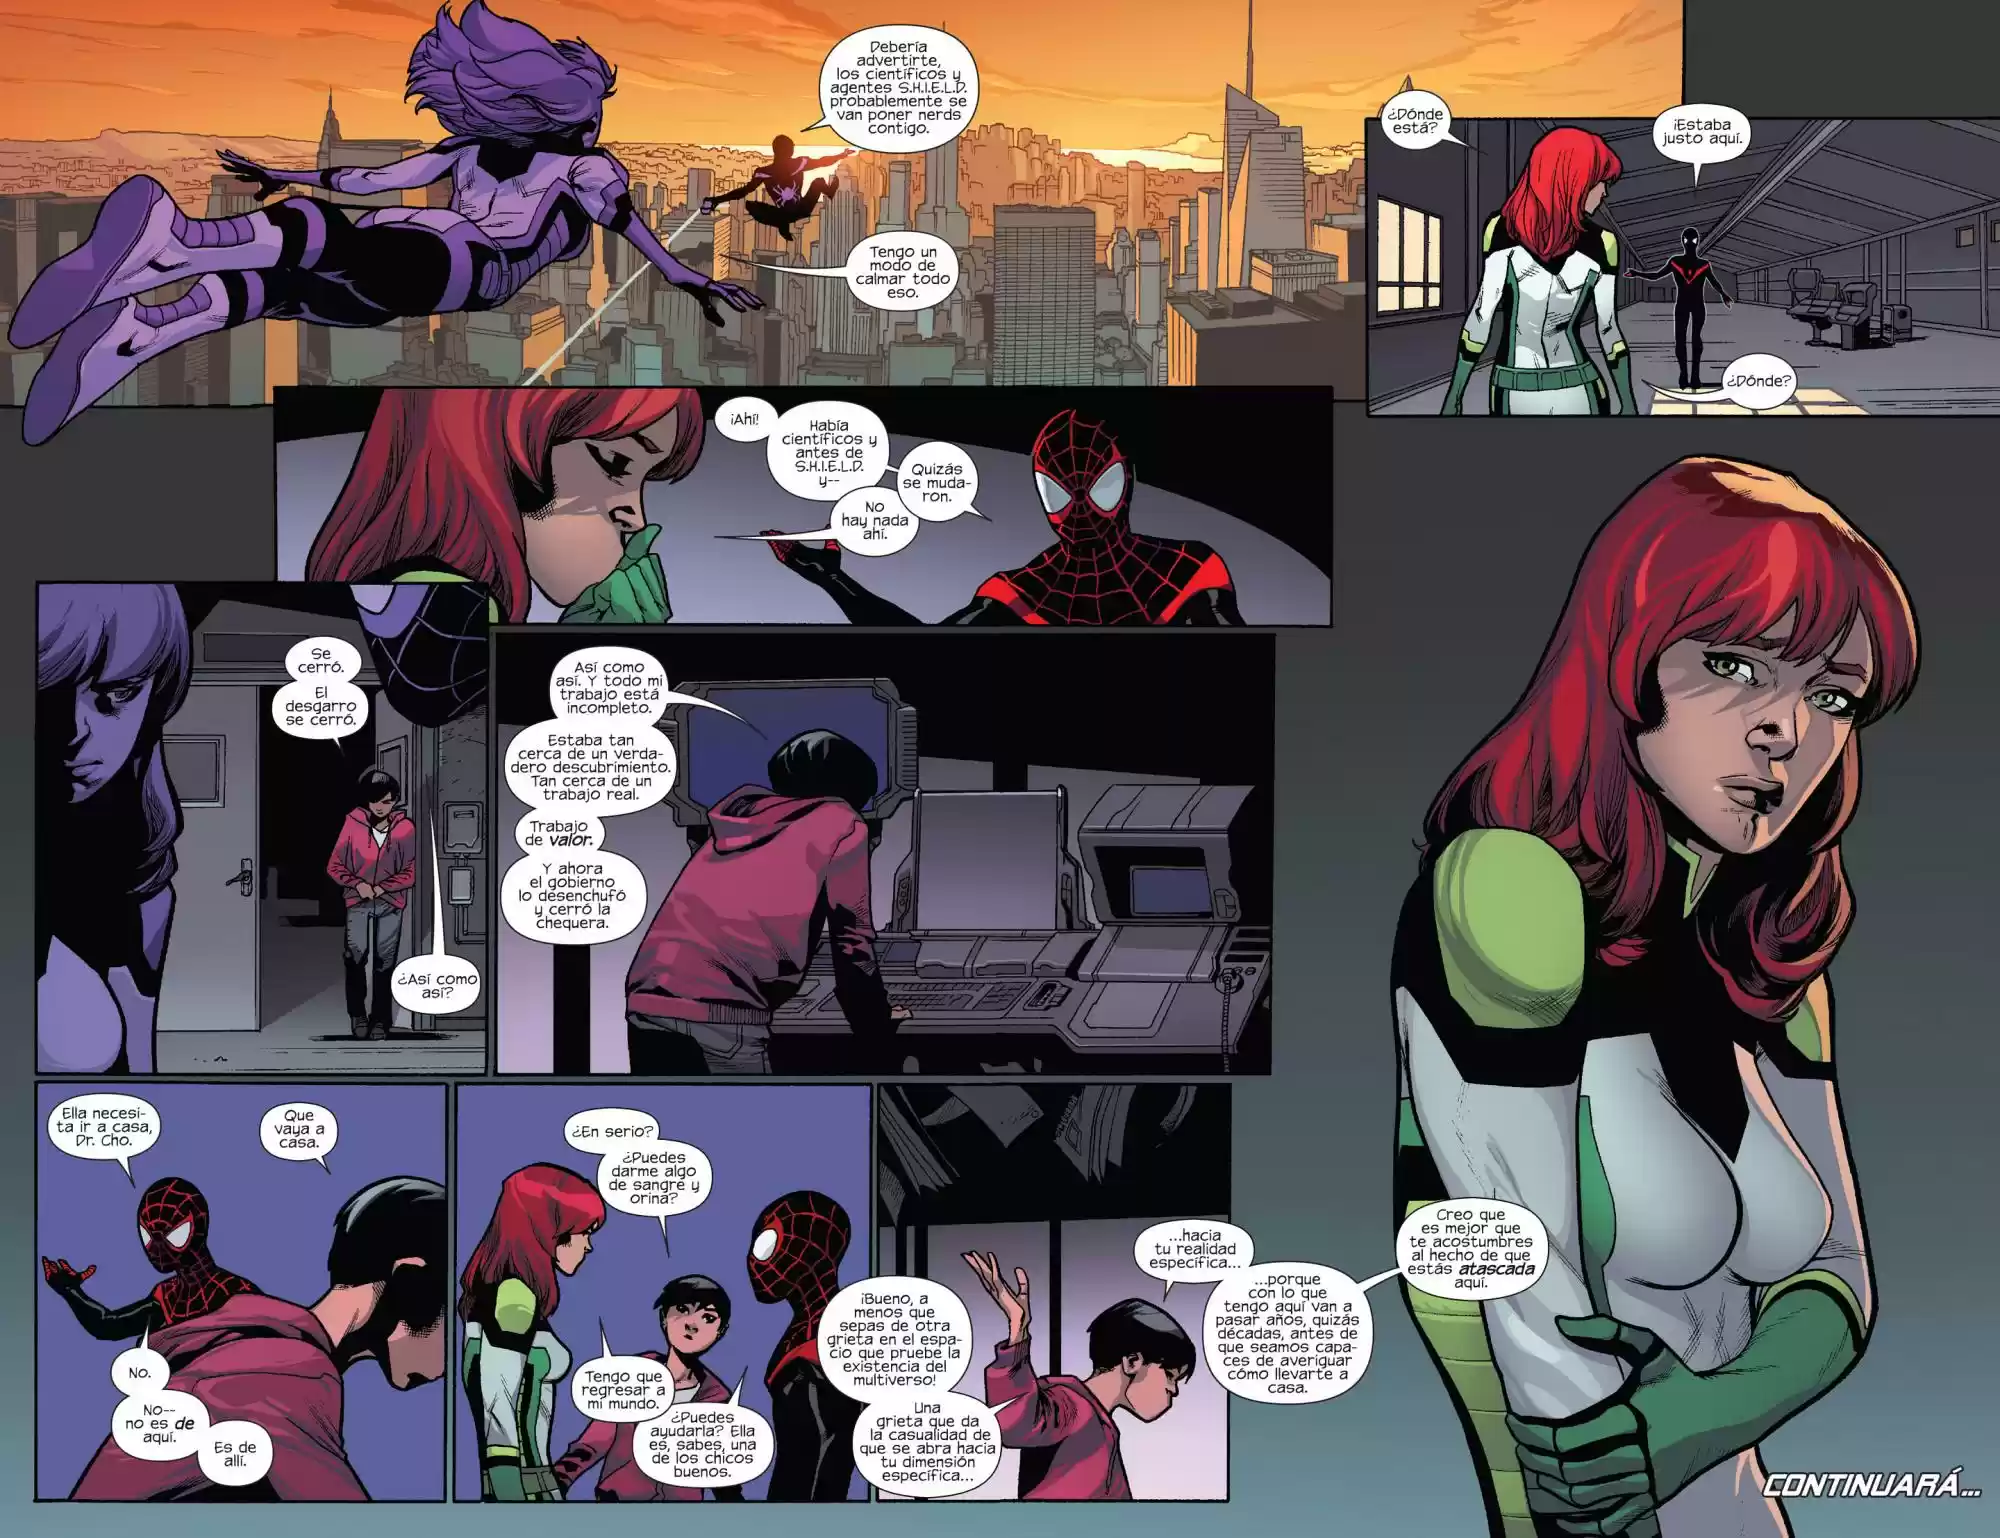 Debería
advertirte,
los científicos y
agentes S.H.I.E.L.D.
probablemente se
van poner nerds
contigo.
Tengo un
modo de
calmar todo
eso.
¿Dónde
está?
¡Estaba
justo aquí.
¿Dónde?
¡Ahí!
Había
científicos y
antes de
S.H.I.E.L.D.
y--
Quizás
se muda-
ron.
No
hay nada
ahí.
Se
cerró.
El
desgarro
se cerró.
¿Así como
así?
Así como
así. Y todo mi
trabajo está
incompleto.
Estaba tan
cerca de un verda-
dero descubrimiento.
Tan cerca de un
trabajo real.
Trabajo
de valor.
Y ahora
el gobierno
lo desenchufó
y cerró la
chequera.
Ella necesi-
ta ir a casa,
Dr. Cho.
Que
vaya a
casa.
No.
No--
no es de
aquí.
Es de
allí.
¿En serio?
¿Puedes
darme algo
de sangre y
orina?
Tengo que
regresar a
mi mundo.
¿Puedes
ayudarla? Ella
es, sabes, una
de los chicos
buenos.
¡Bueno, a
menos que
sepas de otra
grieta en el espa-
cio que pruebe la
existencia del
multiverso!
Una
grieta que da
la casualidad de
que se abra hacia
tu dimensión
específica...
...hacia
tu realidad
específica...
...porque
con lo que
tengo aquí van a
pasar años, quizás
décadas, antes de
que seamos capa-
ces de averiguar
cómo llevarte a
casa.
Creo que
es mejor que
te acostumbres
al hecho de que
estás atascada
aquí.
CONTINUARÁ...